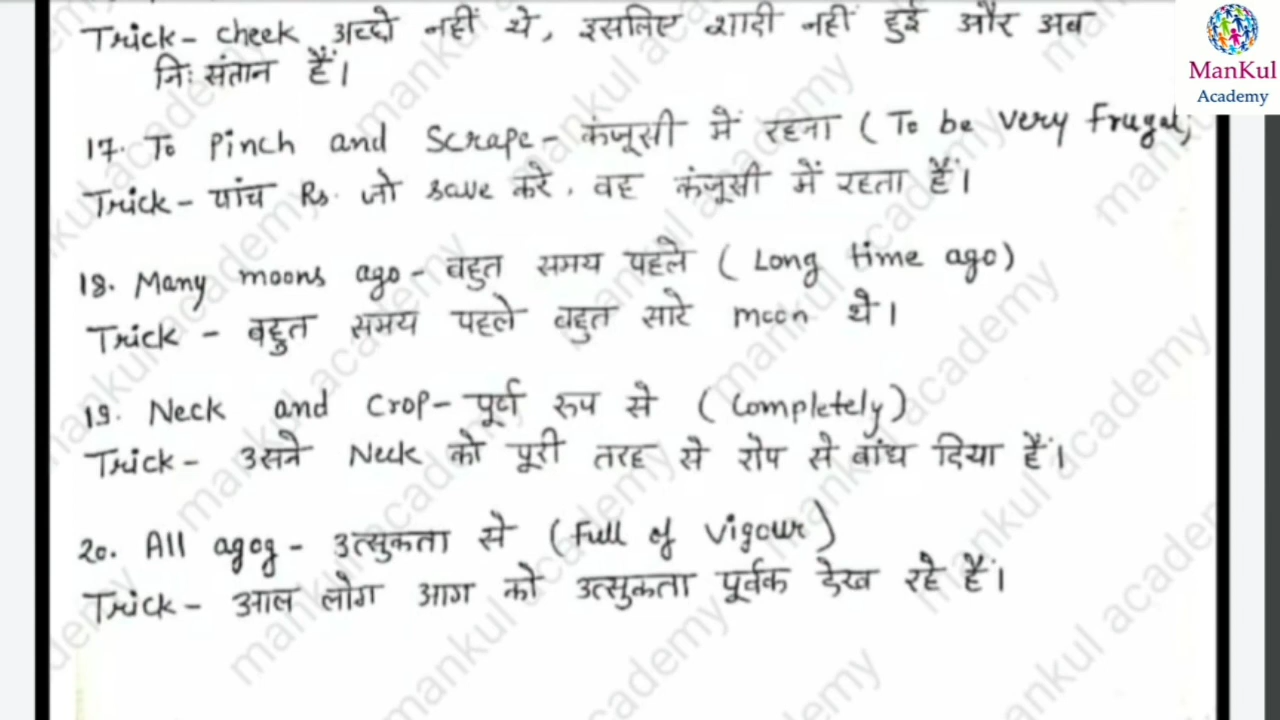 Trick - cheek अच्छे नहीं थे, इसलिए शादी नहीं हुई और अब
निः संतान हैं।
ManKul
Academy
17. To Pinch and Scrape - कंजूसी में रहना ( To be very frugal;
Trick - पांच Rs. जो save करे, वह कंजूसी में रहता हैं।
18. Many moons ago - बहुत समय पहले ( Long time ago)
Trick - बहुत समय पहले बहुत सारे moon थे।
19. Neck and Crop - पूर्ण रुप से ( Completely)
Trick - उसने Neck को पूरी तरह से रोप से बांध दिया हैं।
20. All agog - उत्सुकता से (Full of Vigour)
Trick - आल लोग आग को उत्सुकता पूर्वक देख रहे हैं।
mankul academy